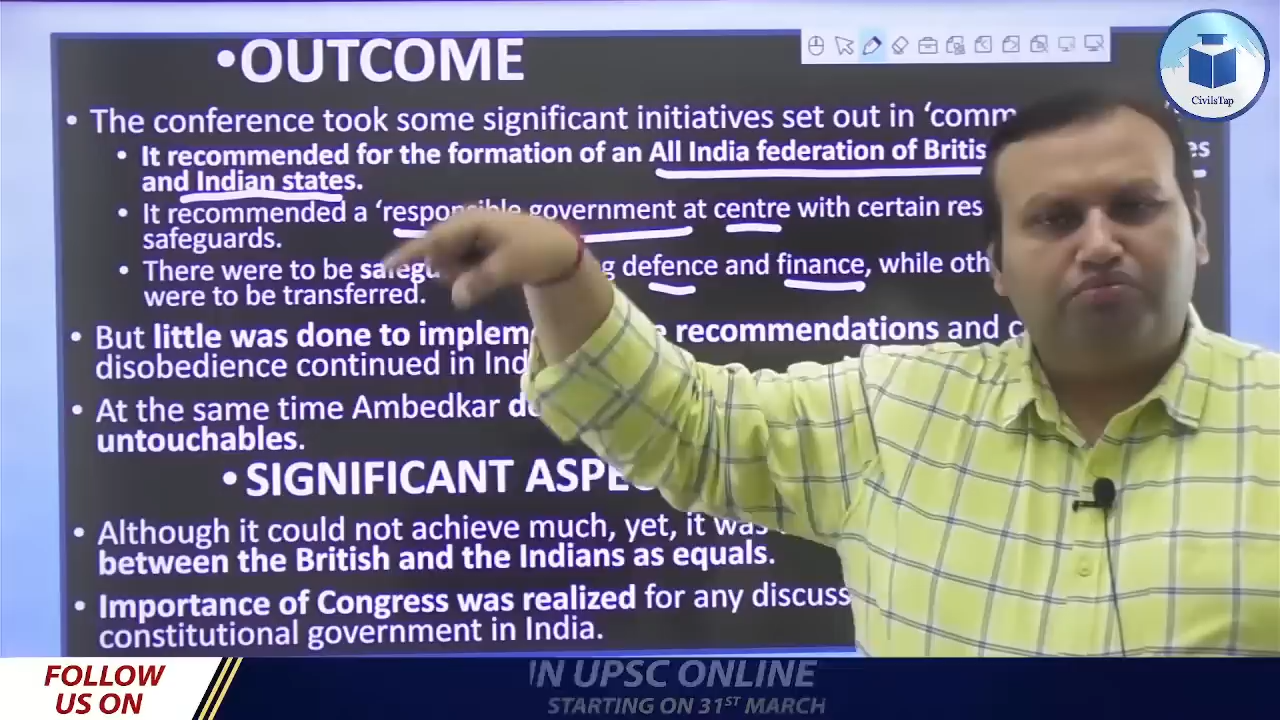 •OUTCOME
CivilsTap
• The conference took some significant initiatives set out in ‘comm
• It recommended for the formation of an All India federation of Britis es
and Indian states.
• It recommended a ‘responsible government at centre with certain res
safeguards.
• There were to be safegu g defence and finance, while oth
were to be transferred.
• But little was done to implem recommendations and c
disobedience continued in Ind
• At the same time Ambedkar d
untouchables.
• SIGNIFICANT ASPEC
• Although it could not achieve much, yet, it was
between the British and the Indians as equals.
• Importance of Congress was realized for any discuss
constitutional government in India.
FOLLOW
US ON
IN UPSC ONLINE
STARTING ON 31ST MARCH